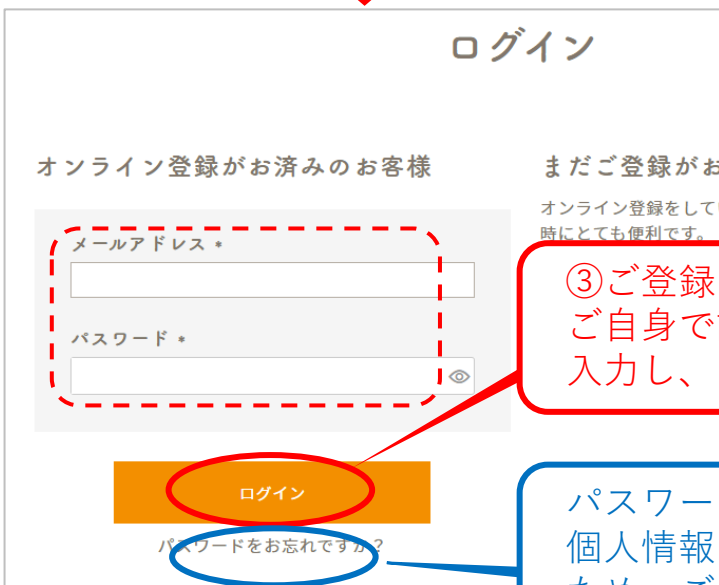 ログイン
オンライン登録がお済みのお客様
メールアドレス *
パスワード *
ログイン
パスワードをお忘れですか?
まだご登録がお
オンライン登録をして
時にとても便利です。
③ご登録
ご自身で
入力し、
パスワー
個人情報